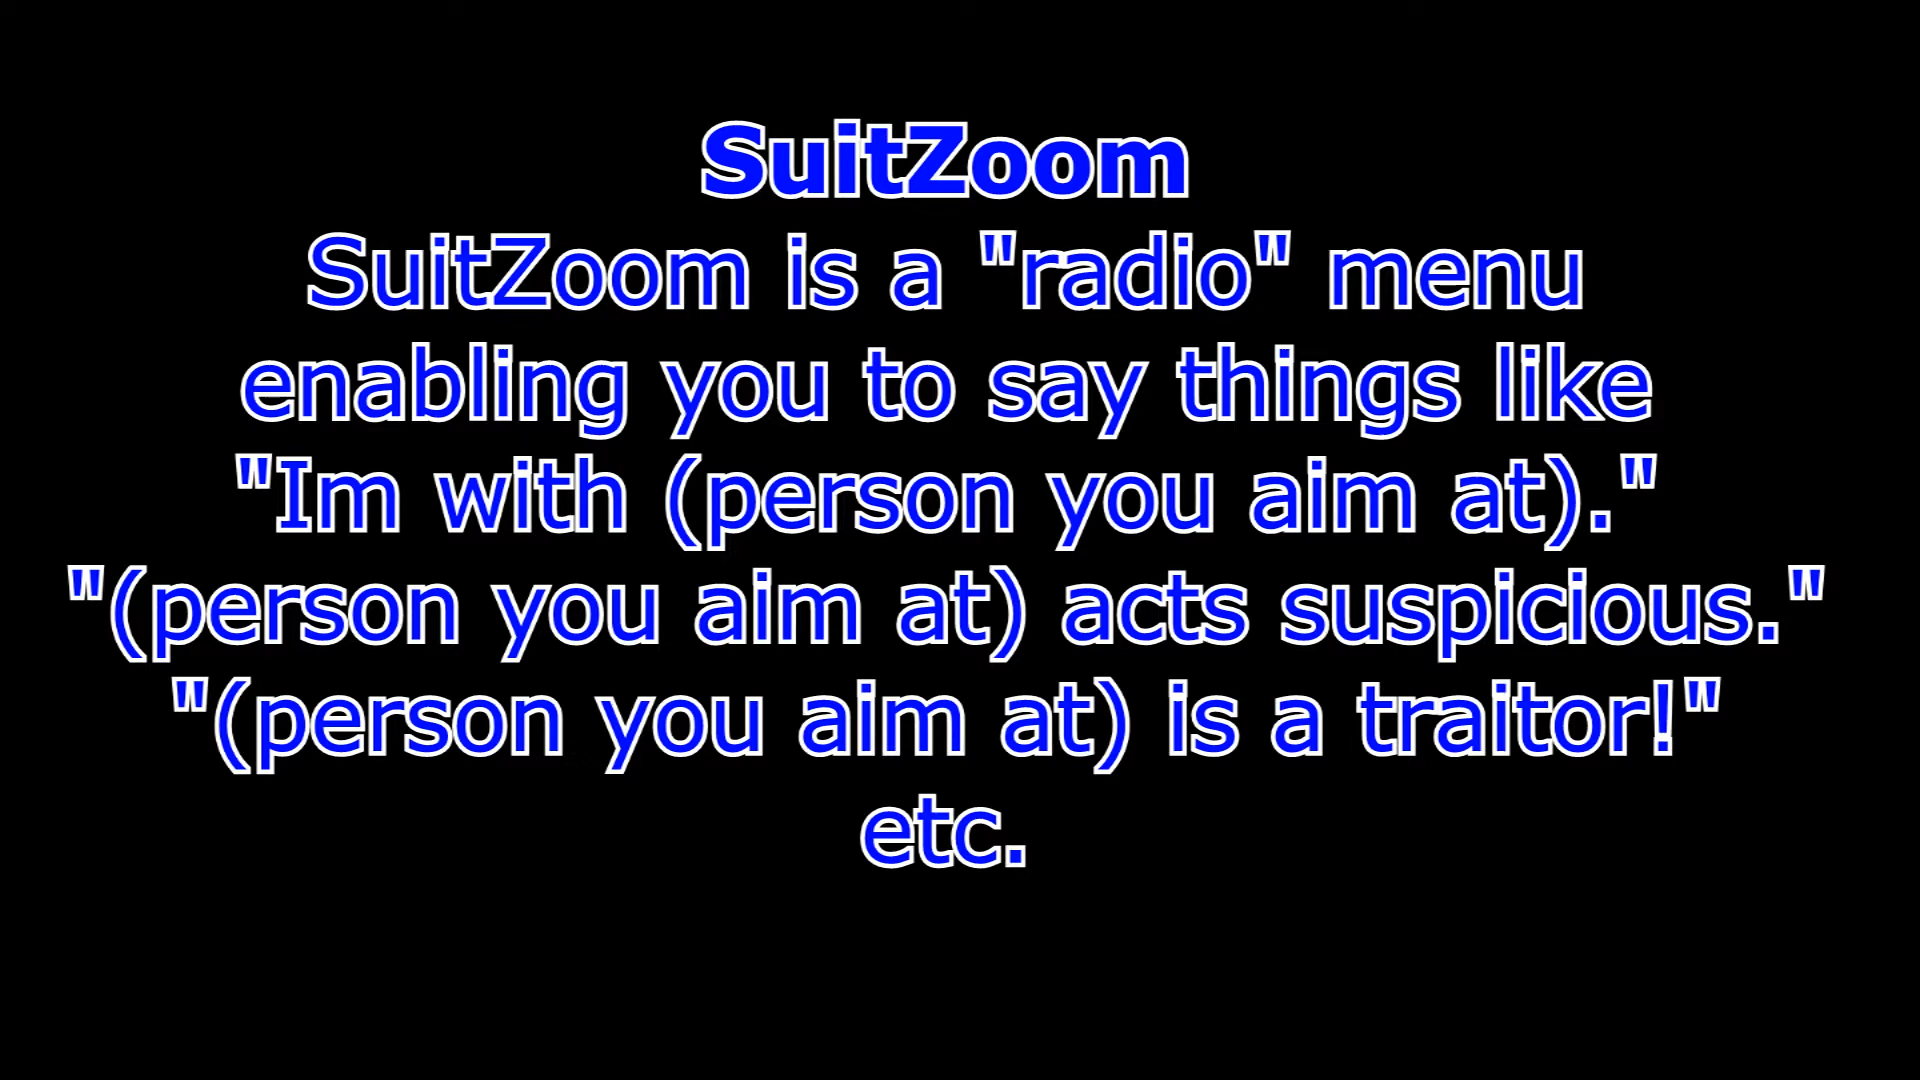 SuitZoom
SuitZoom is a "radio" menu
enabling you to say things like
"Im with (person you aim at)."
"(person you aim at) acts suspicious."
"(person you aim at) is a traitor!"
etc.